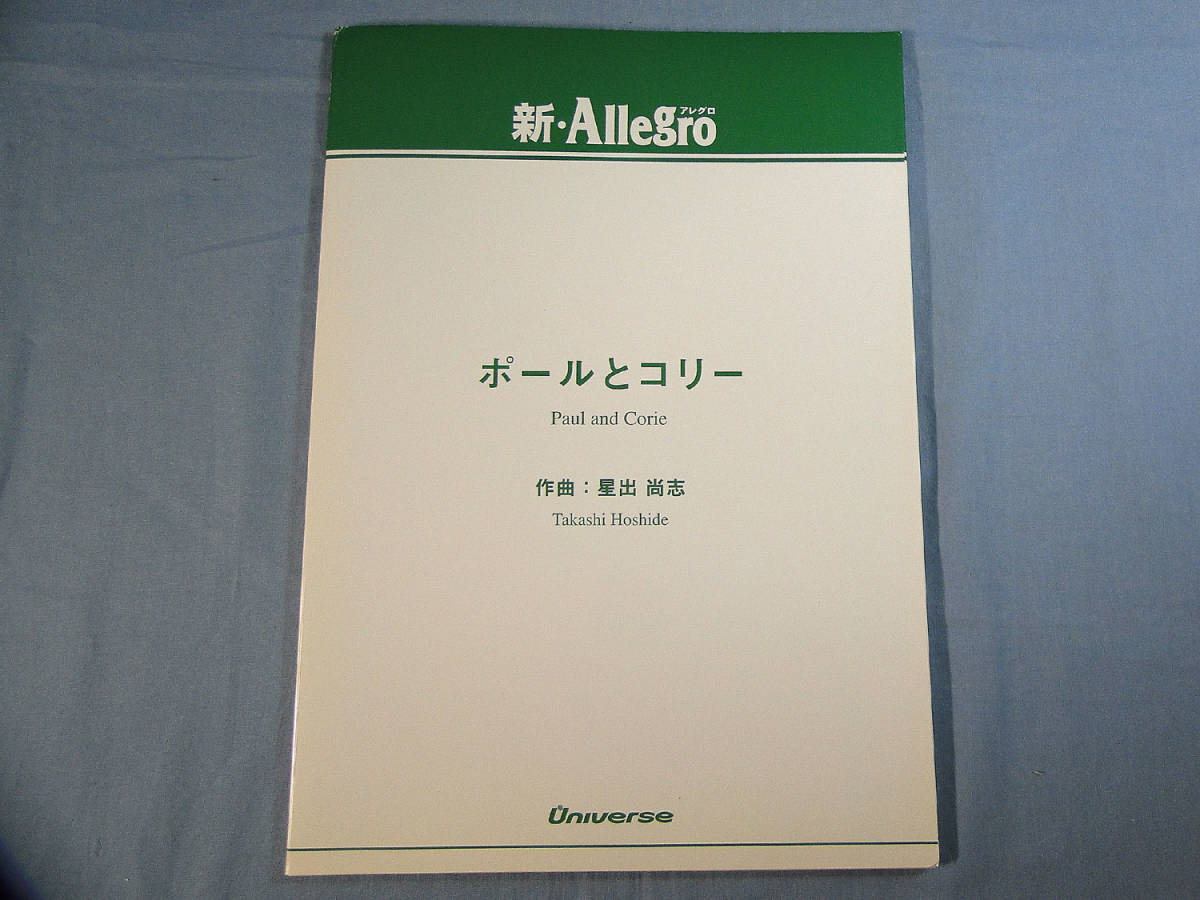 アレグロ
新・Allegro
ポールとコリー
Paul and Corie
作曲：星出 尚志
Takashi Hoshide
Universe